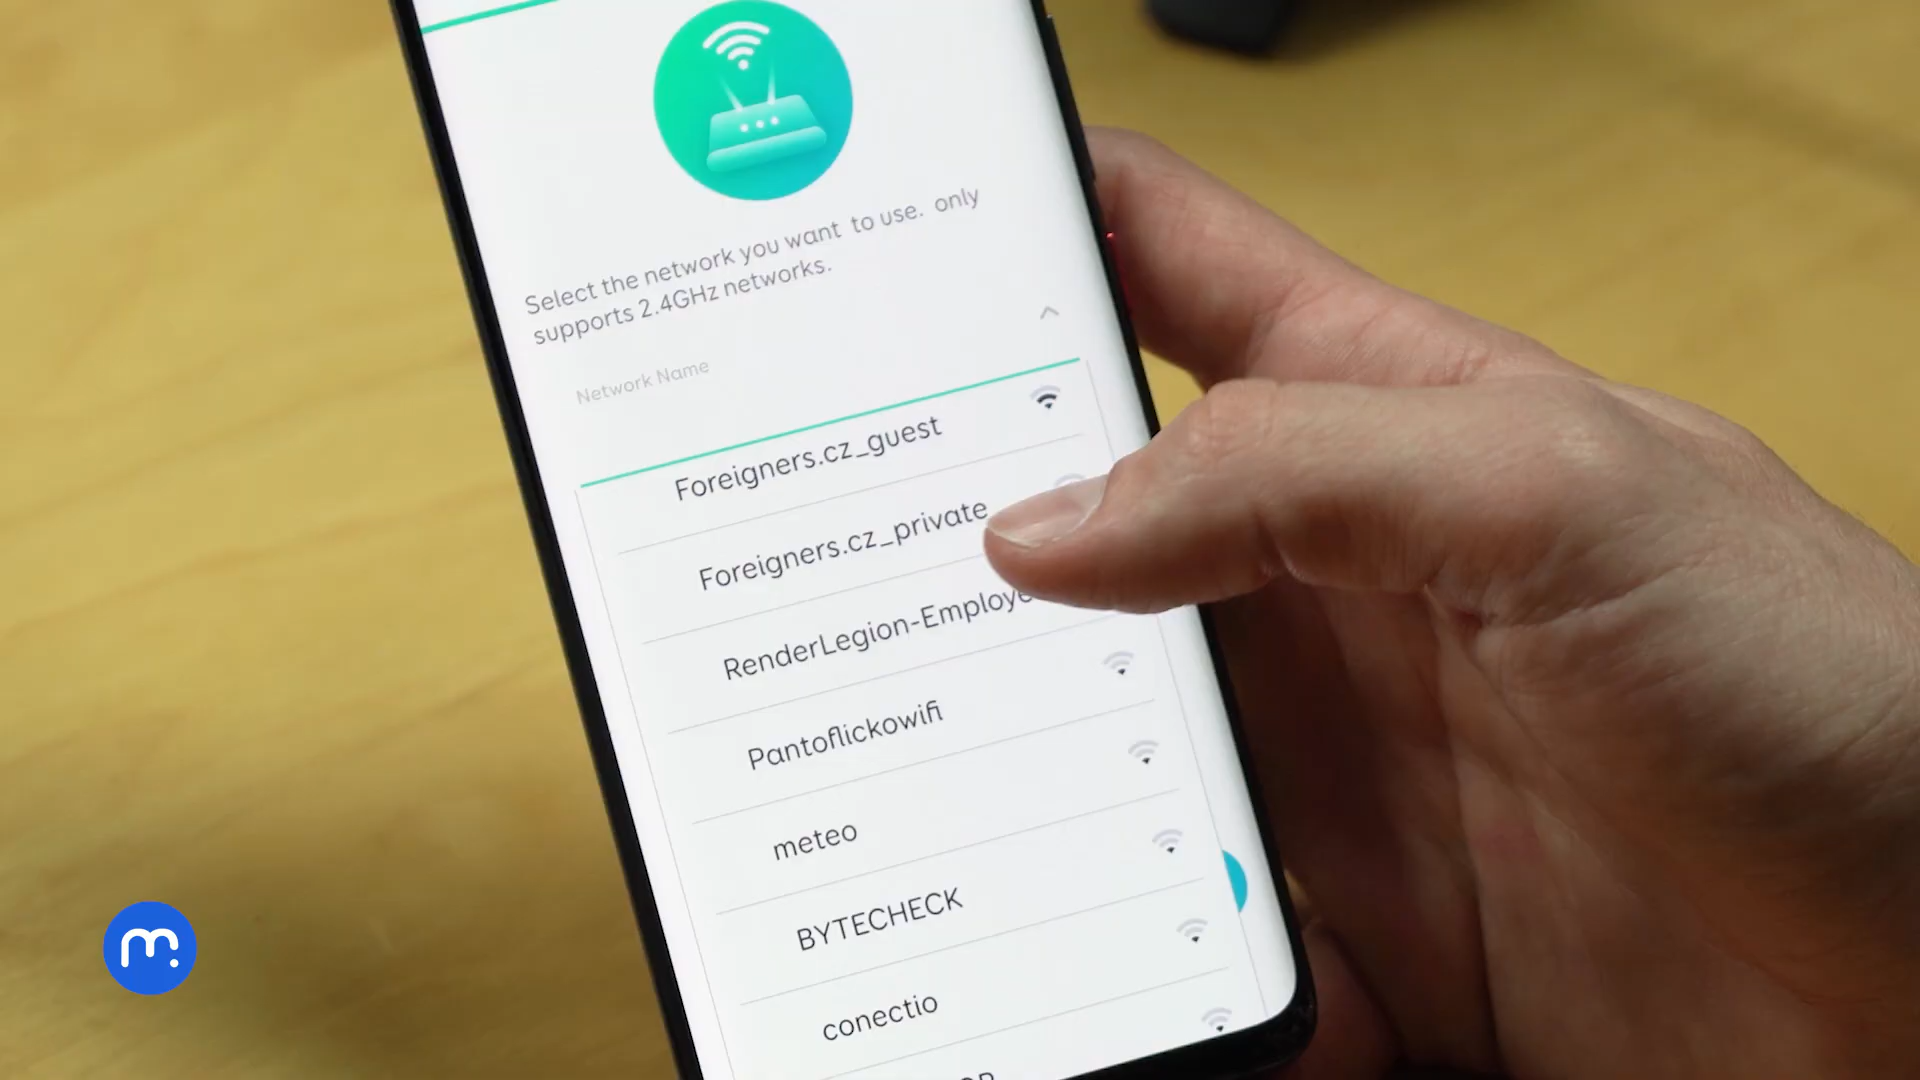 Select the network you want to use. only
supports 2.4GHz networks.
Network Name
Foreigners.cz_guest
Foreigners.cz_private
RenderLegion-Employe
Pantoflickowifi
meteo
BYTECHECK
conectio
m.